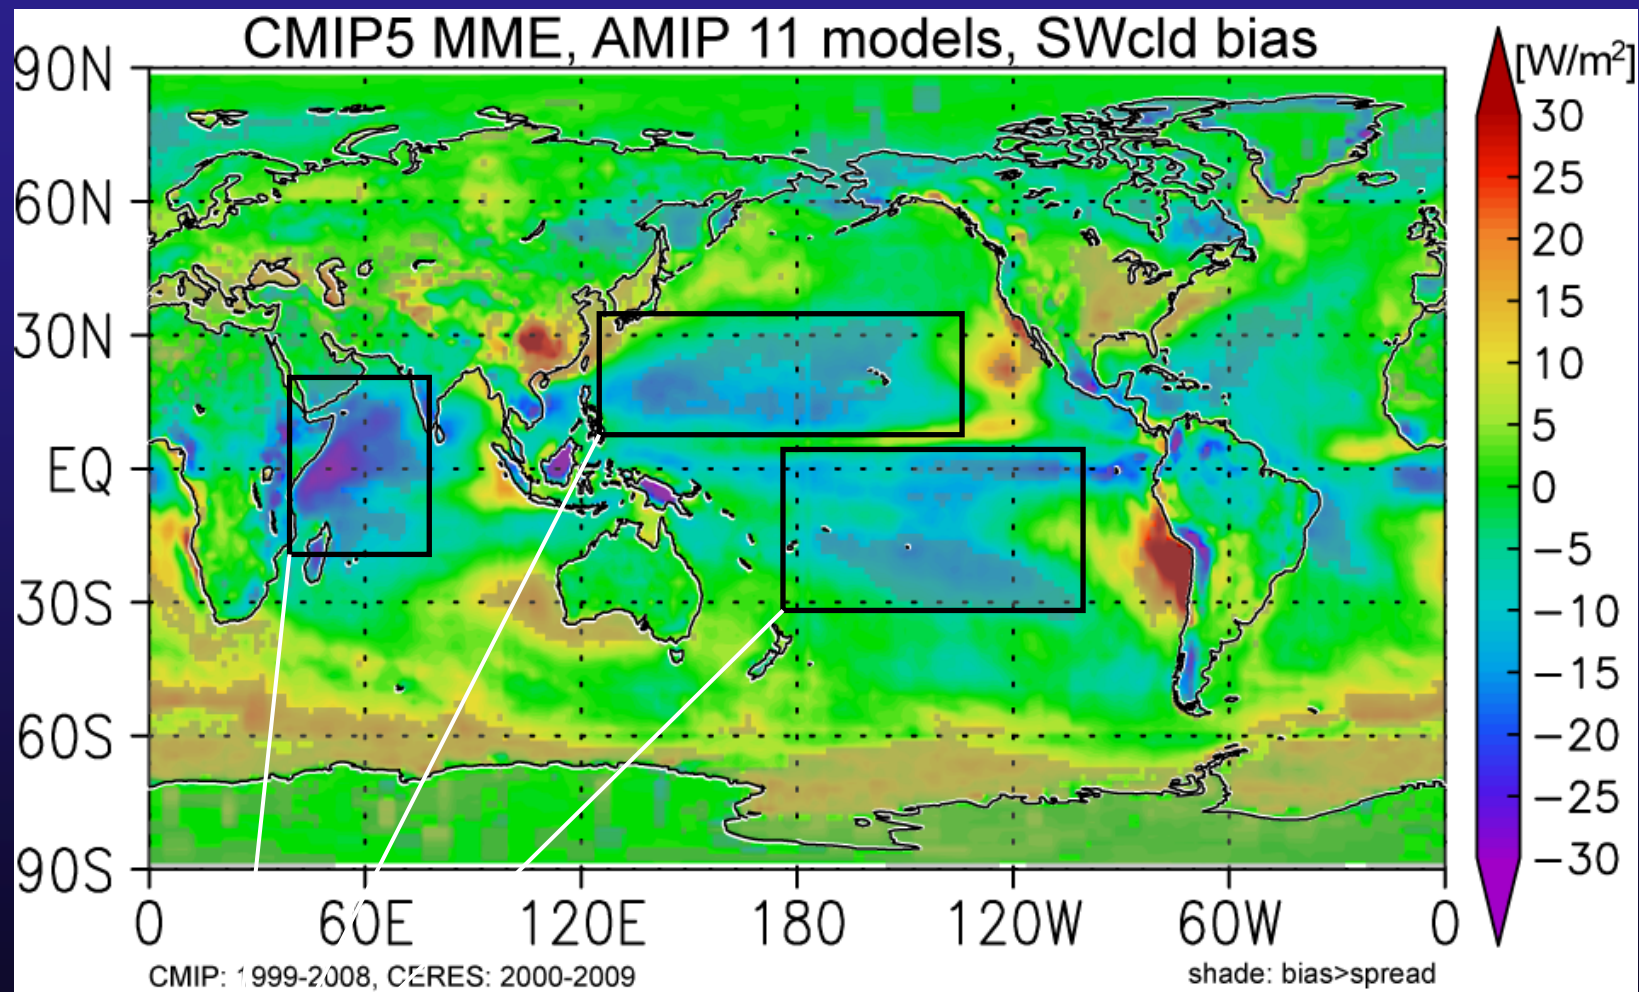 CMIP5 MME, AMIP 11 models, SWcld bias
[W/m²]
90N
60N
30N
EQ
30S
60S
90S
0 60E 120E 180 120W 60W 0
30
25
20
15
10
5
0
−5
−10
−15
−20
−25
−30
CMIP: 1999-2008, CERES: 2000-2009
shade: bias>spread